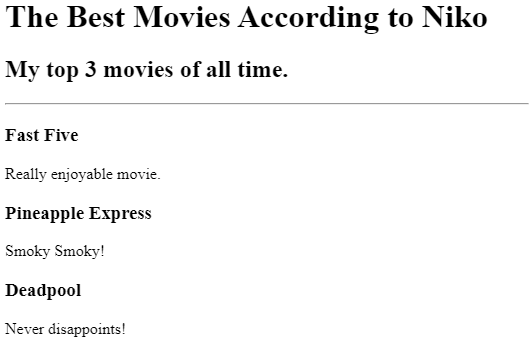 The Best Movies According to Niko
My top 3 movies of all time.
Fast Five
Really enjoyable movie.
Pineapple Express
Smoky Smoky!
Deadpool
Never disappoints!